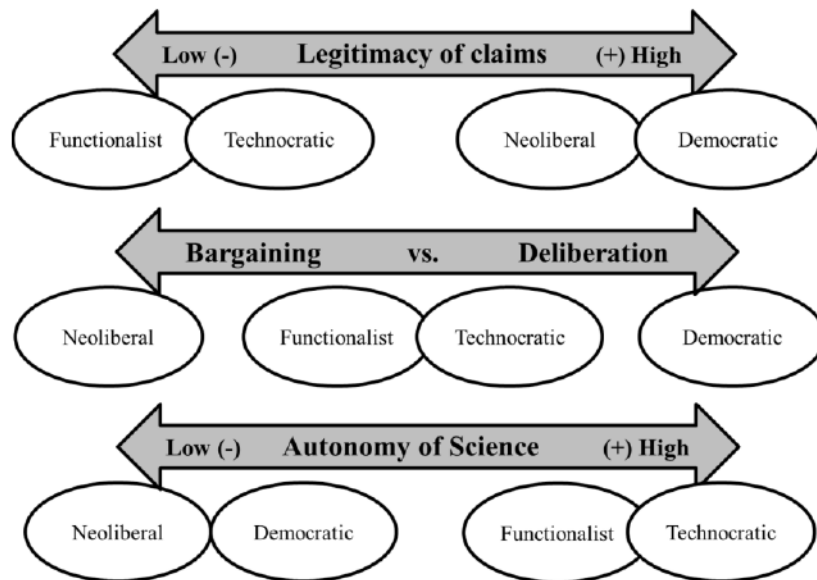 Low (-) Legitimacy of claims (+) High
Functionalist Technocratic Neoliberal Democratic
Bargaining vs. Deliberation
Neoliberal Functionalist Technocratic Democratic
Low (-) Autonomy of Science (+) High
Neoliberal Democratic Functionalist Technocratic